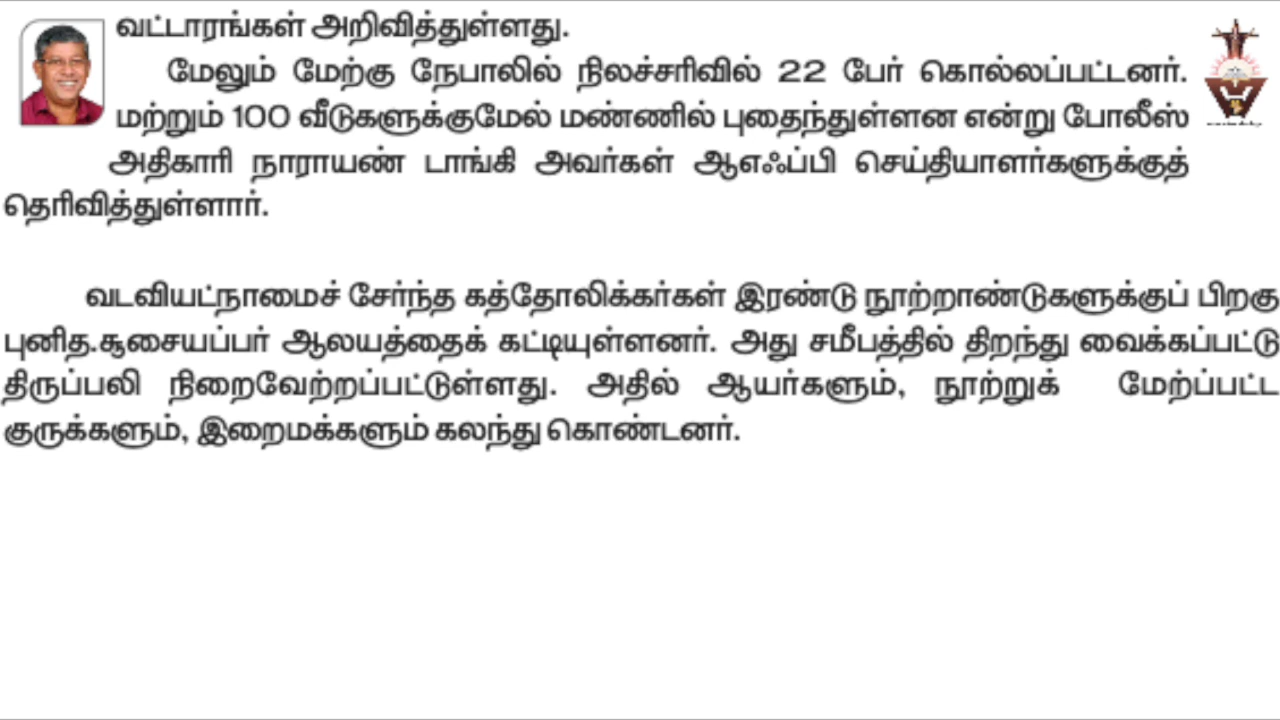 வட்டாரங்கள் அறிவித்துள்ளது.
மேலும் மேற்கு நேபாலில் நிலச்சரிவில் 22 பேர் கொல்லப்பட்டனர்.
மற்றும் 100 வீடுகளுக்குமேல் மண்ணில் புதைந்துள்ளன என்று போலீஸ்
அதிகாரி நாராயண் டாங்கி அவர்கள் ஆஎஃப்பி செய்தியாளர்களுக்குத்
தெரிவித்துள்ளார்.
வடவியட்நாமைச் சேர்ந்த கத்தோலிக்கர்கள் இரண்டு நூற்றாண்டுகளுக்குப் பிறகு
புனித.சூசையப்பர் ஆலயத்தைக் கட்டியுள்ளனர். அது சமீபத்தில் திறந்து வைக்கப்பட்டு
திருப்பலி நிறைவேற்றப்பட்டுள்ளது. அதில் ஆயர்களும், நூற்றுக் மேற்ப்பட்ட
குருக்களும், இறைமக்களும் கலந்து கொண்டனர்.